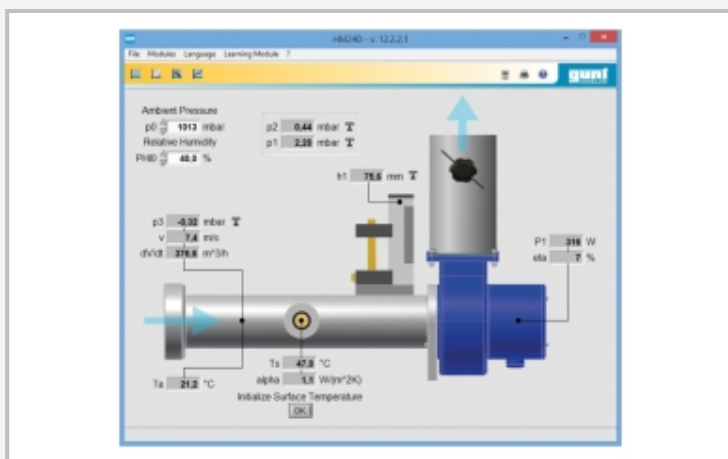 HM240 - v. 12.2.2.1
File Modules Language Learning Module ?
gunt
Ambient Pressure
p0 1013 mbar
Relative Humidity
PHI0 40,0 %
p2 0,44 mbar T
p1 2,20 mbar T
h1 75,6 mm T
p3 -0,32 mbar T
v 7,4 m/s
dV/dt 376,6 m^3/h
P1 316 W
eta 7 %
Ts 47,0 °C
alpha 1,1 W/(m^2K)
Ta 21,2 °C
Initialize Surface Temperature
OK